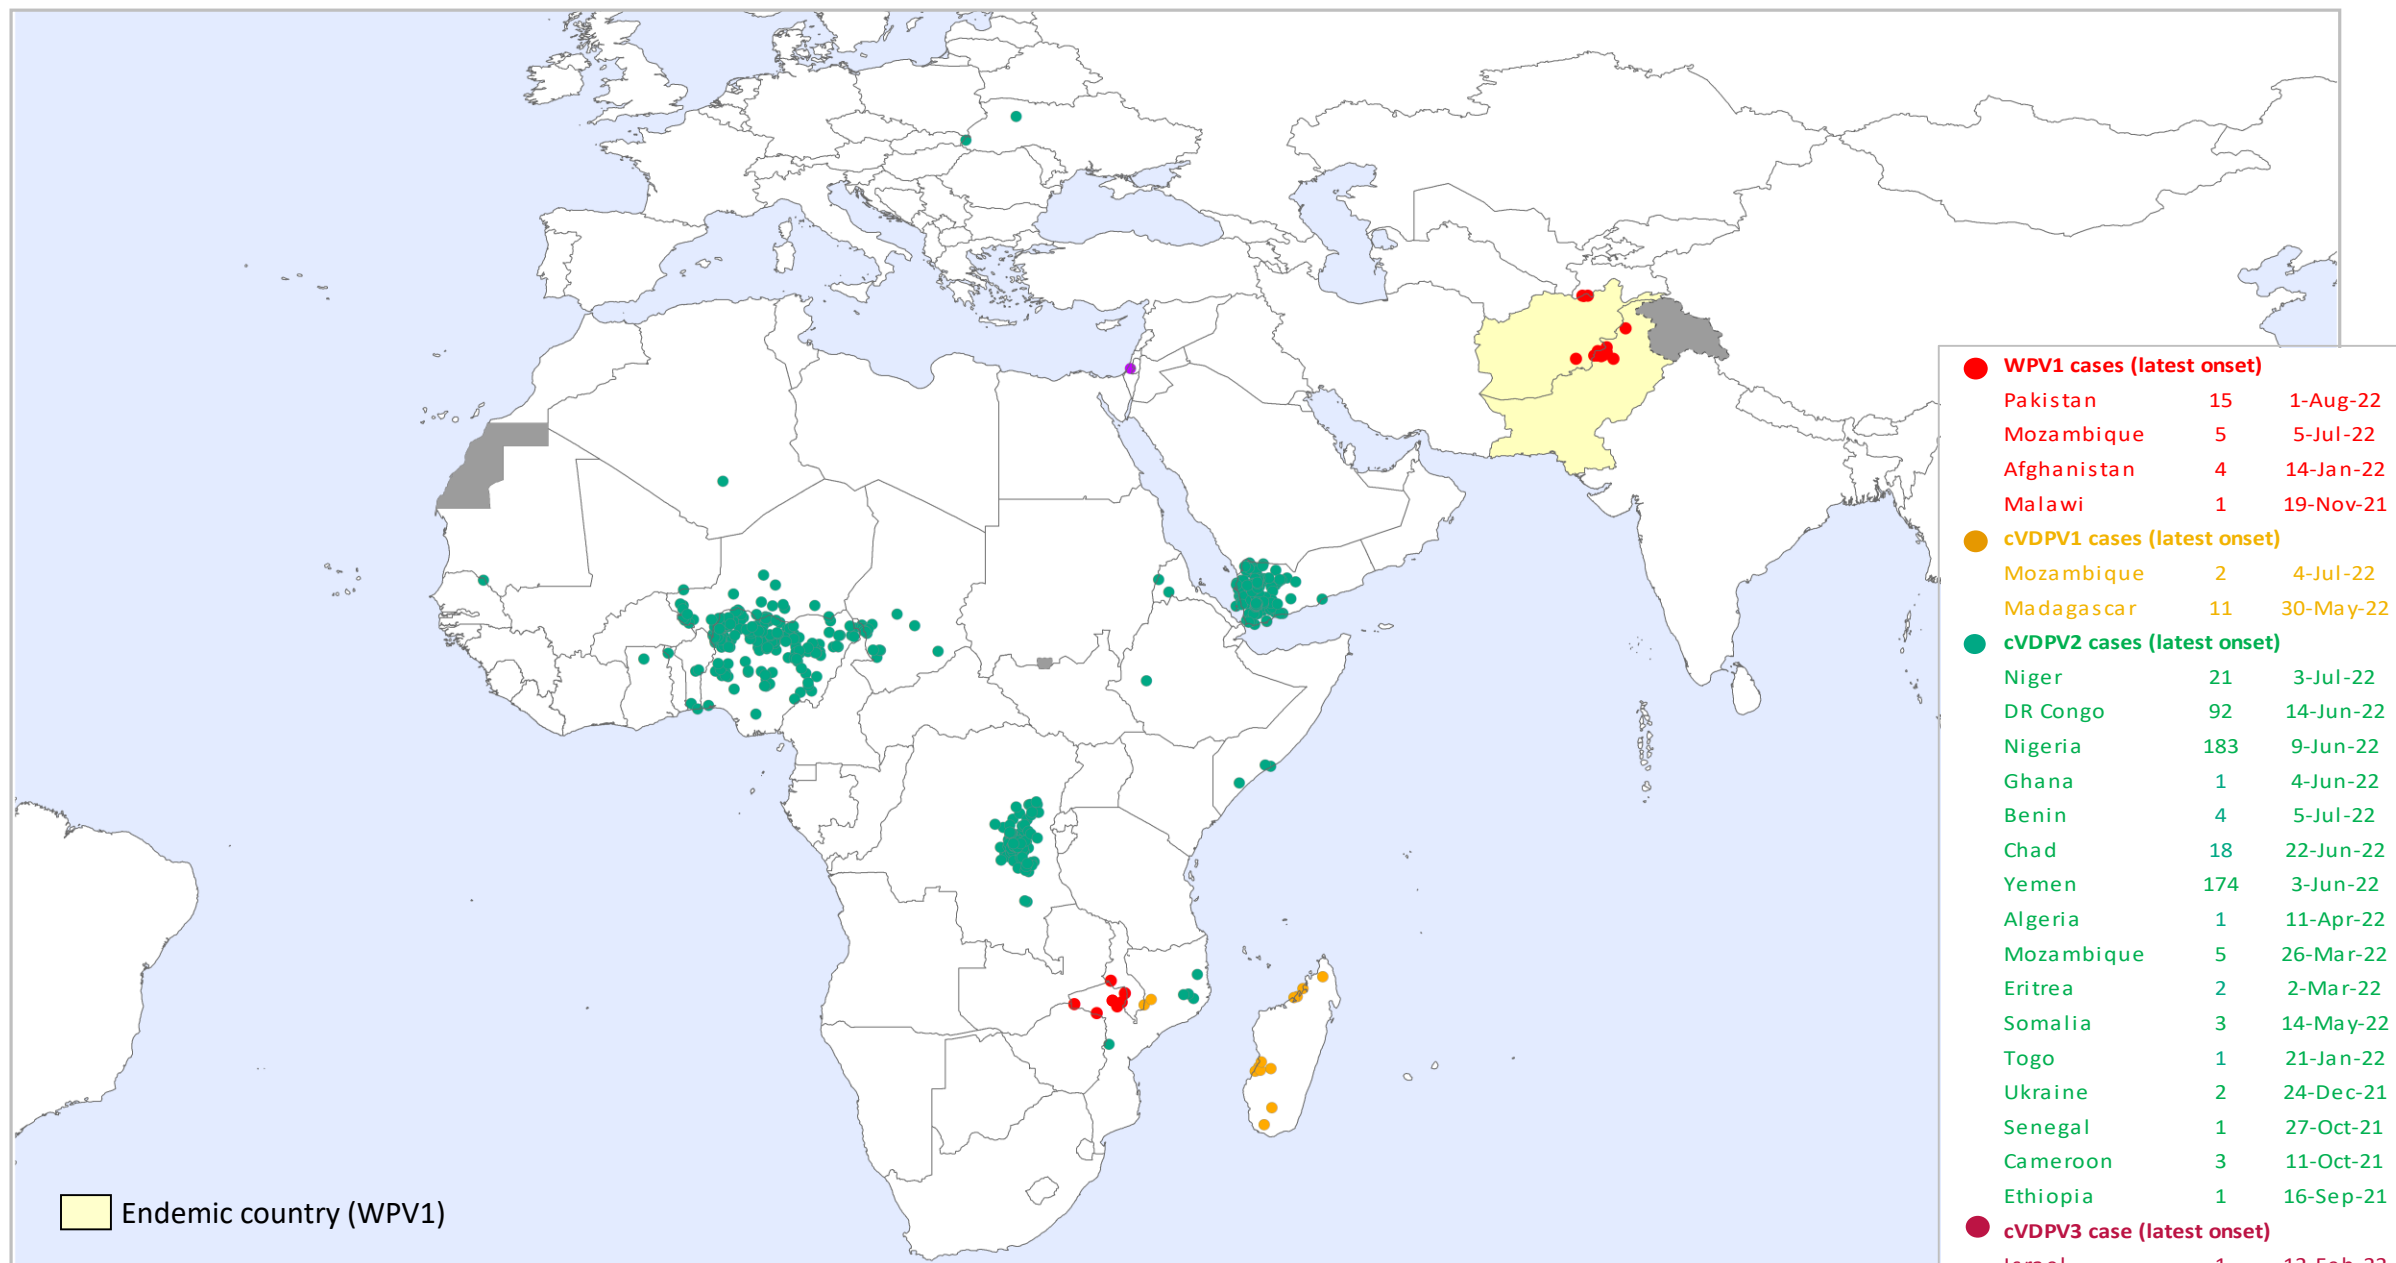 WPV1 cases (latest onset)
Pakistan 15 1-Aug-22
Mozambique 5 5-Jul-22
Afghanistan 4 14-Jan-22
Malawi 1 19-Nov-21
cVDPV1 cases (latest onset)
Mozambique 2 4-Jul-22
Madagascar 11 30-May-22
cVDPV2 cases (latest onset)
Niger 21 3-Jul-22
DR Congo 92 14-Jun-22
Nigeria 183 9-Jun-22
Ghana 1 4-Jun-22
Benin 4 5-Jul-22
Chad 18 22-Jun-22
Yemen 174 3-Jun-22
Algeria 1 11-Apr-22
Mozambique 5 26-Mar-22
Eritrea 2 2-Mar-22
Somalia 3 14-May-22
Togo 1 21-Jan-22
Ukraine 2 24-Dec-21
Senegal 1 27-Oct-21
Cameroon 3 11-Oct-21
Ethiopia 1 16-Sep-21
cVDPV3 case (latest onset)
Israel 1
Endemic country (WPV1)